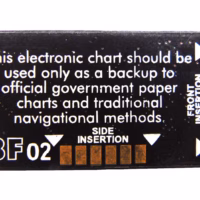 his electronic chart should be
used only as a backup to
official government paper
charts and traditional
navigational methods.
BF 02
SIDE
INSERTION
FRONT
INSERTION